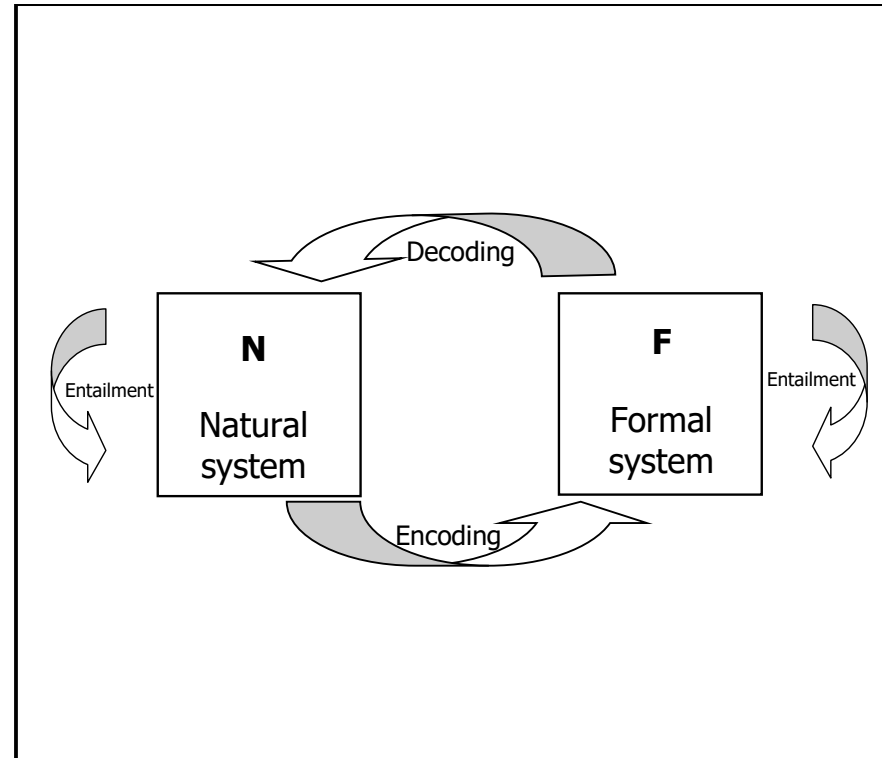 Decoding
N
Natural
system
F
Formal
system
Entailment
Entailment
Encoding